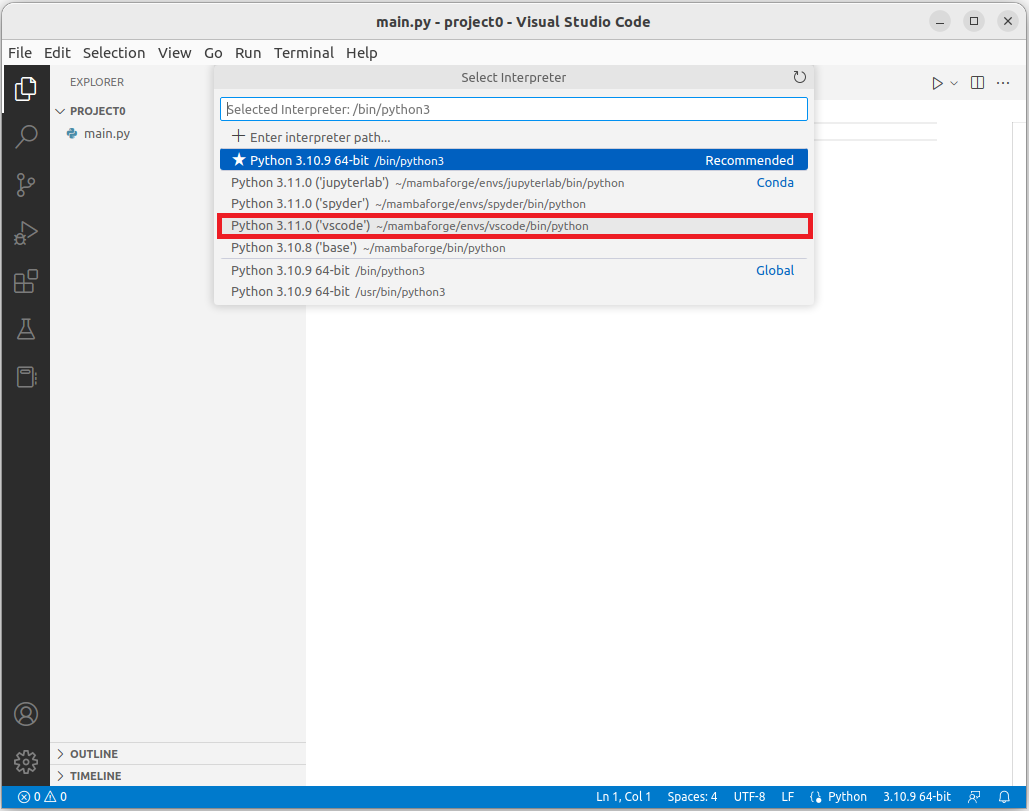 main.py - project0 - Visual Studio Code
File Edit Selection View Go Run Terminal Help
EXPLORER
PROJECT0
main.py
Select Interpreter
Selected Interpreter: /bin/python3
Enter interpreter path...
Python 3.10.9 64-bit /bin/python3 Recommended
Python 3.11.0 ('jupyterlab') ~/mambaforge/envs/jupyterlab/bin/python Conda
Python 3.11.0 ('spyder') ~/mambaforge/envs/spyder/bin/python
Python 3.11.0 ('vscode') ~/mambaforge/envs/vscode/bin/python
Python 3.10.8 ('base') ~/mambaforge/bin/python
Python 3.10.9 64-bit /bin/python3 Global
Python 3.10.9 64-bit /usr/bin/python3
OUTLINE
TIMELINE
0 0 Ln 1, Col 1 Spaces: 4 UTF-8 LF Python 3.10.9 64-bit